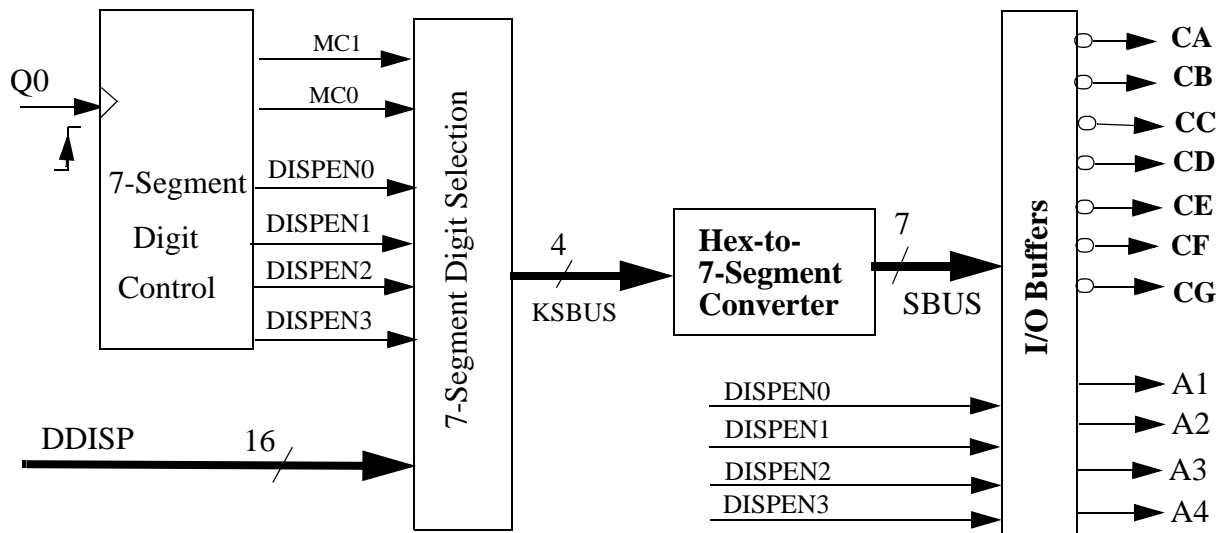 Q0
7-Segment
Digit
Control
MC1
MC0
DISPEN0
DISPEN1
DISPEN2
DISPEN3
DDISP
16
7-Segment Digit Selection
4
KSBUS
Hex-to-
7-Segment
Converter
7
SBUS
DISPEN0
DISPEN1
DISPEN2
DISPEN3
I/O Buffers
CA
CB
CC
CD
CE
CF
CG
A1
A2
A3
A4